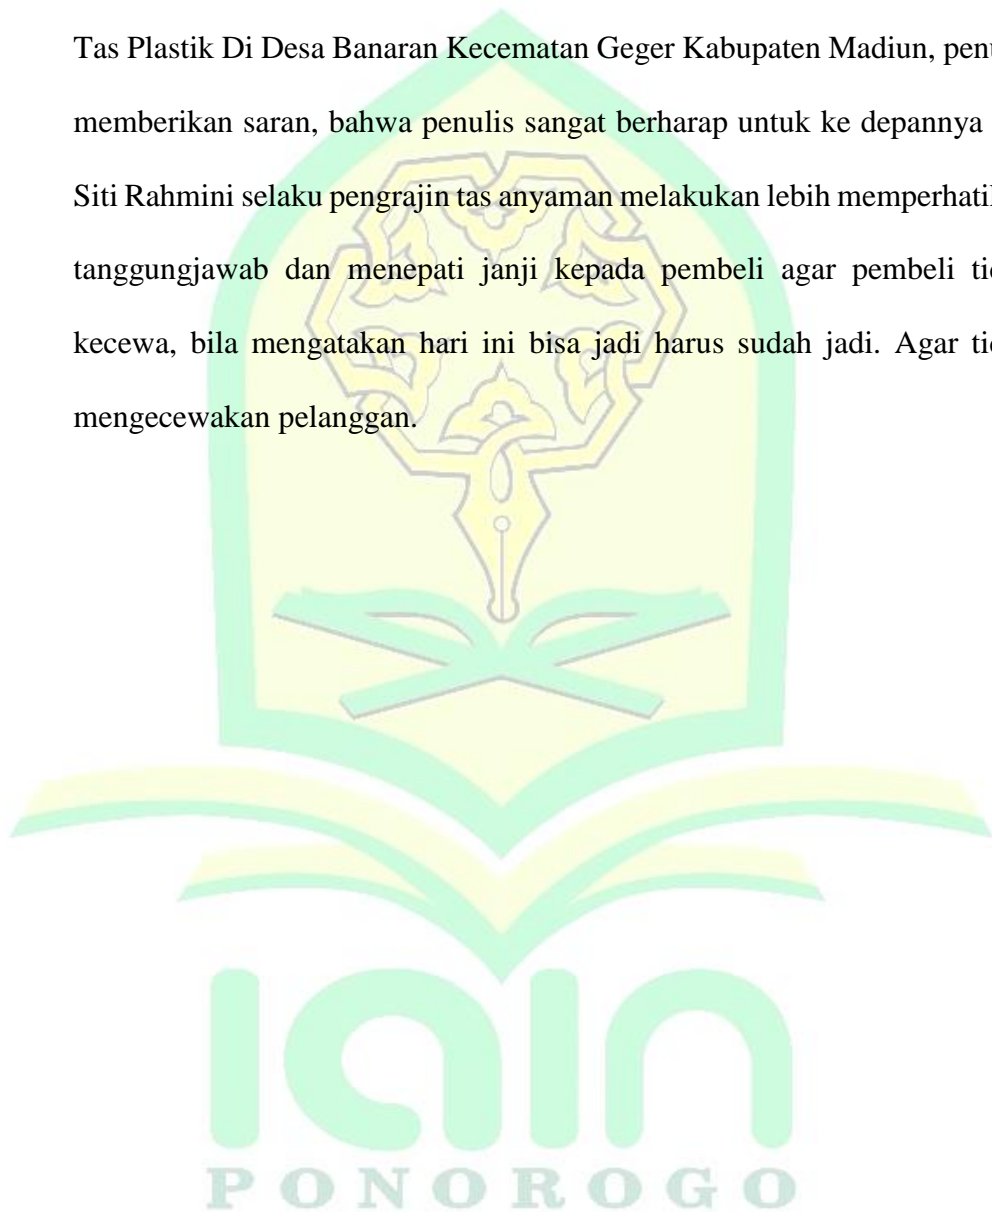 Tas Plastik Di Desa Banaran Kecematan Geger Kabupaten Madiun,
memberikan saran, bahwa penulis sangat berharap untuk ke depannya
Siti Rahmini selaku pengrajin tas anyaman melakukan lebih
tanggungjawab dan menepati janji kepada pembeli agar pembeli
kecewa, bila mengatakan hari ini bisa jadi harus sudah jadi. Agar
mengecewakan pelanggan.
iain
PONOROGO